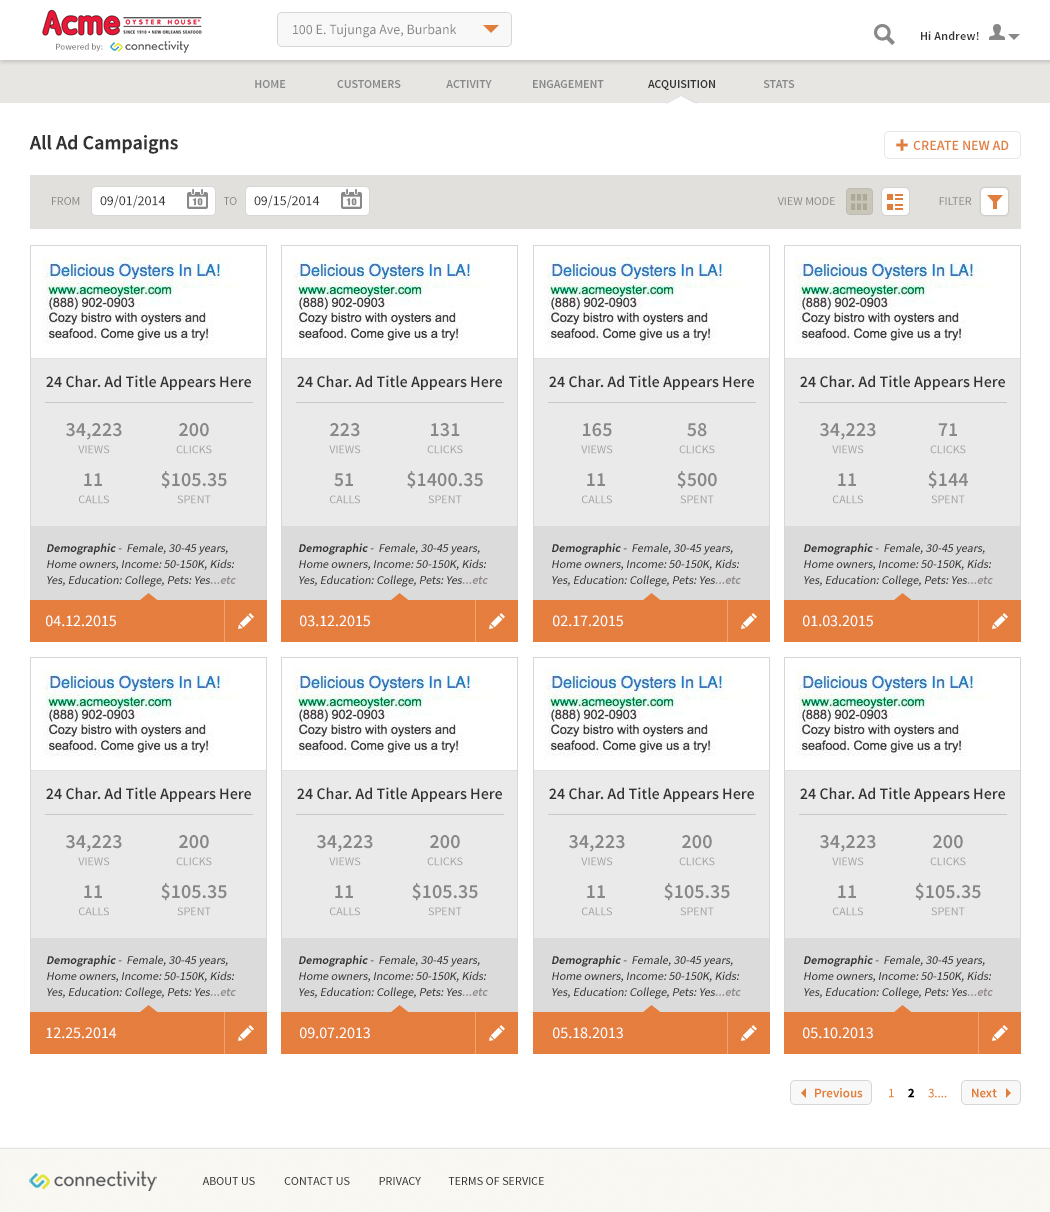 Acme OYSTER HOUSE
SINCE 1910 • NEW ORLEANS SEAFOOD
Powered by: connectivity
100 E. Tujunga Ave, Burbank
Hi Andrew!
HOME CUSTOMERS ACTIVITY ENGAGEMENT ACQUISITION STATS
All Ad Campaigns
+ CREATE NEW AD
FROM 09/01/2014 10 TO 09/15/2014 10 VIEW MODE FILTER
Delicious Oysters In LA!
www.acmeoyster.com
(888) 902-0903
Cozy bistro with oysters and
seafood. Come give us a try!
24 Char. Ad Title Appears Here
34,223 200
VIEWS CLICKS
11 $105.35
CALLS SPENT
Demographic - Female, 30-45 years,
Home owners, Income: 50-150K, Kids:
Yes, Education: College, Pets: Yes...etc
04.12.2015
Delicious Oysters In LA!
www.acmeoyster.com
(888) 902-0903
Cozy bistro with oysters and
seafood. Come give us a try!
24 Char. Ad Title Appears Here
223 131
VIEWS CLICKS
51 $1400.35
CALLS SPENT
Demographic - Female, 30-45 years,
Home owners, Income: 50-150K, Kids:
Yes, Education: College, Pets: Yes...etc
03.12.2015
Delicious Oysters In LA!
www.acmeoyster.com
(888) 902-0903
Cozy bistro with oysters and
seafood. Come give us a try!
24 Char. Ad Title Appears Here
165 58
VIEWS CLICKS
11 $500
CALLS SPENT
Demographic - Female, 30-45 years,
Home owners, Income: 50-150K, Kids:
Yes, Education: College, Pets: Yes...etc
02.17.2015
Delicious Oysters In LA!
www.acmeoyster.com
(888) 902-0903
Cozy bistro with oysters and
seafood. Come give us a try!
24 Char. Ad Title Appears Here
34,223 71
VIEWS CLICKS
11 $144
CALLS SPENT
Demographic - Female, 30-45 years,
Home owners, Income: 50-150K, Kids:
Yes, Education: College, Pets: Yes...etc
01.03.2015
Delicious Oysters In LA!
www.acmeoyster.com
(888) 902-0903
Cozy bistro with oysters and
seafood. Come give us a try!
24 Char. Ad Title Appears Here
34,223 200
VIEWS CLICKS
11 $105.35
CALLS SPENT
Demographic - Female, 30-45 years,
Home owners, Income: 50-150K, Kids:
Yes, Education: College, Pets: Yes...etc
12.25.2014
Delicious Oysters In LA!
www.acmeoyster.com
(888) 902-0903
Cozy bistro with oysters and
seafood. Come give us a try!
24 Char. Ad Title Appears Here
34,223 200
VIEWS CLICKS
11 $105.35
CALLS SPENT
Demographic - Female, 30-45 years,
Home owners, Income: 50-150K, Kids:
Yes, Education: College, Pets: Yes...etc
09.07.2013
Delicious Oysters In LA!
www.acmeoyster.com
(888) 902-0903
Cozy bistro with oysters and
seafood. Come give us a try!
24 Char. Ad Title Appears Here
34,223 200
VIEWS CLICKS
11 $105.35
CALLS SPENT
Demographic - Female, 30-45 years,
Home owners, Income: 50-150K, Kids:
Yes, Education: College, Pets: Yes...etc
05.18.2013
Delicious Oysters In LA!
www.acmeoyster.com
(888) 902-0903
Cozy bistro with oysters and
seafood. Come give us a try!
24 Char. Ad Title Appears Here
34,223 200
VIEWS CLICKS
11 $105.35
CALLS SPENT
Demographic - Female, 30-45 years,
Home owners, Income: 50-150K, Kids:
Yes, Education: College, Pets: Yes...etc
05.10.2013
Previous 1 2 3.... Next
connectivity ABOUT US CONTACT US PRIVACY TERMS OF SERVICE